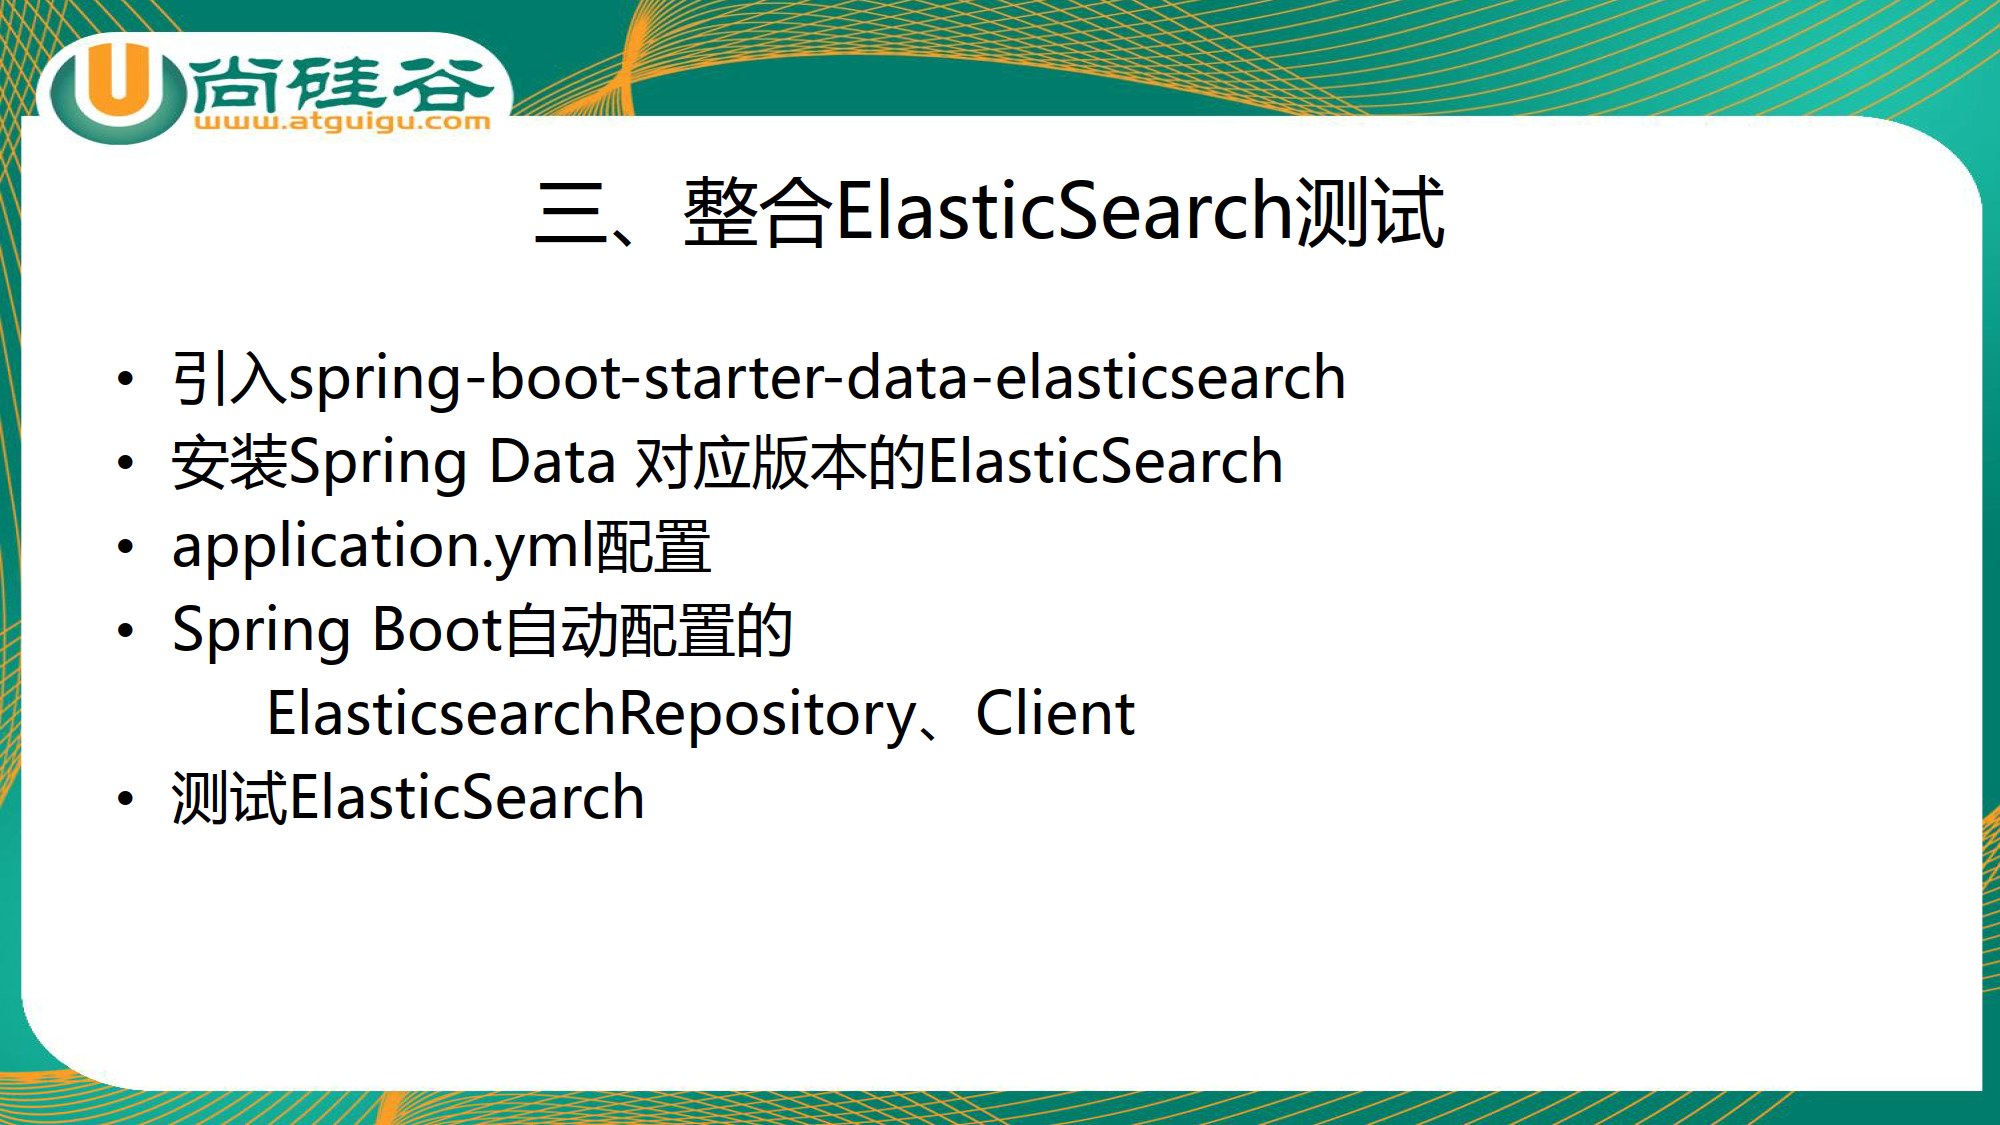 尚硅谷
www.atguigu.com
三、整合ElasticSearch测试
• 引入spring-boot-starter-data-elasticsearch
• 安装Spring Data 对应版本的ElasticSearch
• application.yml配置
• Spring Boot自动配置的
ElasticsearchRepository、Client
• 测试ElasticSearch